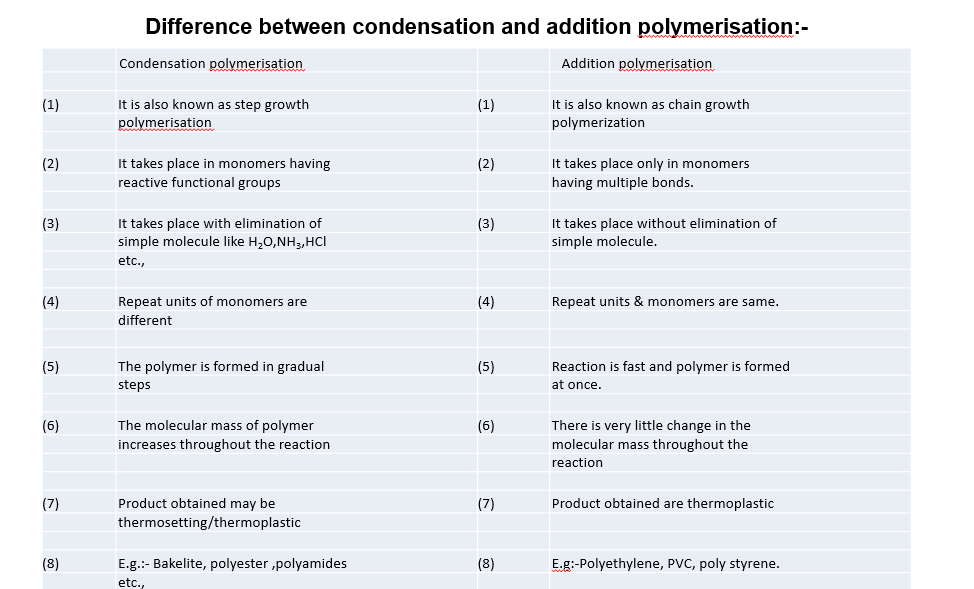 Difference between condensation and addition polymerisation:-
Condensation polymerisation
Addition polymerisation
(1)
It is also known as step growth
polymerisation
(1)
It is also known as chain growth
polymerization
(2)
It takes place in monomers having
reactive functional groups
(2)
It takes place only in monomers
having multiple bonds.
(3)
It takes place with elimination of
simple molecule like H₂O,NH₃,HCl
etc.,
(3)
It takes place without elimination of
simple molecule.
(4)
Repeat units of monomers are
different
(4)
Repeat units & monomers are same.
(5)
The polymer is formed in gradual
steps
(5)
Reaction is fast and polymer is formed
at once.
(6)
The molecular mass of polymer
increases throughout the reaction
(6)
There is very little change in the
molecular mass throughout the
reaction
(7)
Product obtained may be
thermosetting/thermoplastic
(7)
Product obtained are thermoplastic
(8)
E.g.:- Bakelite, polyester ,polyamides
etc.,
(8)
E.g:-Polyethylene, PVC, poly styrene.